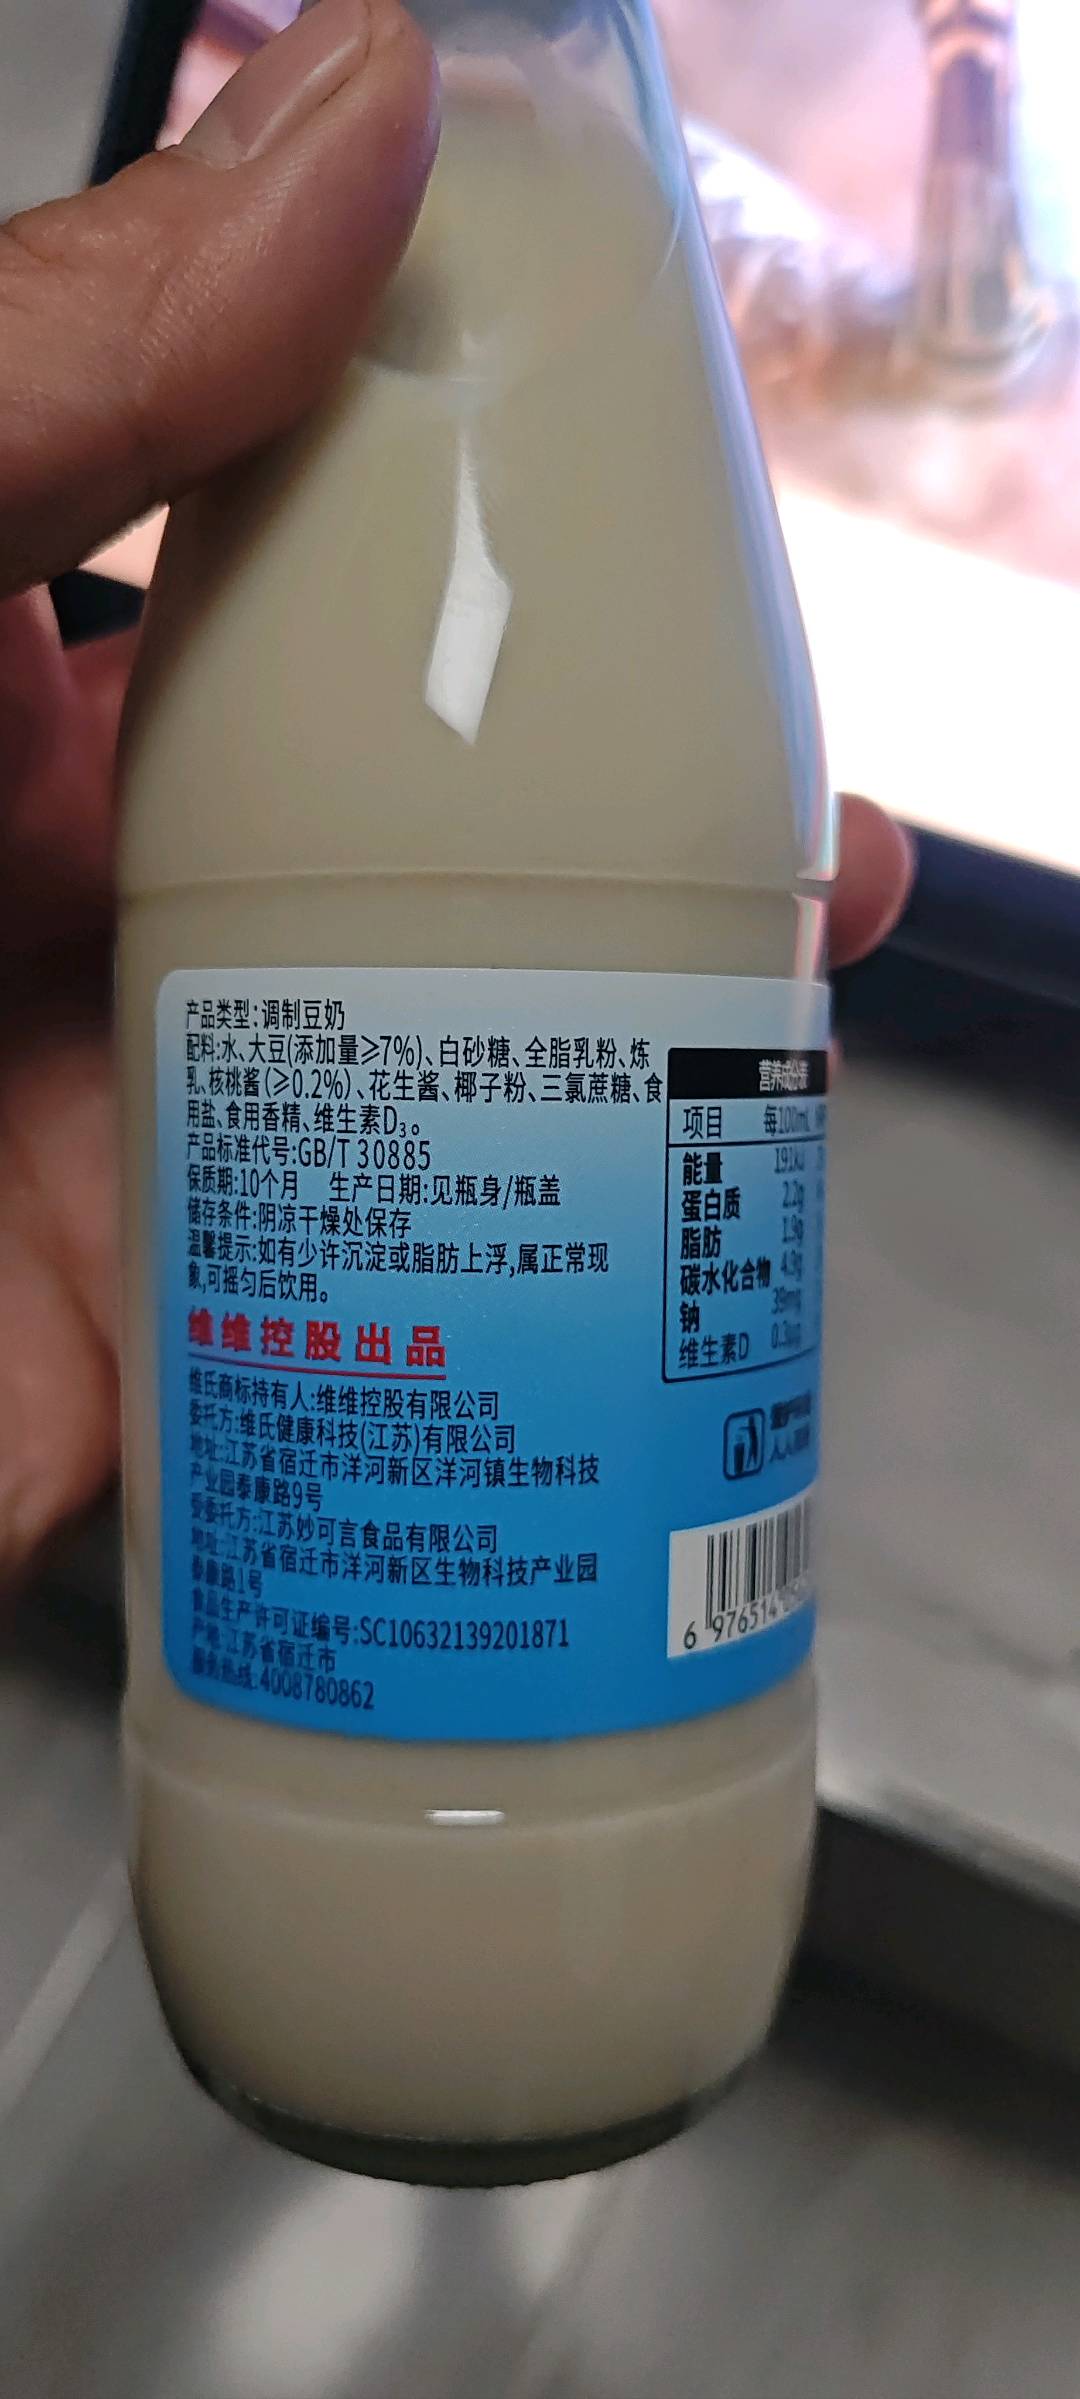 产品类型:调制豆奶
配料:水、大豆(添加量≥7%)、白砂糖、全脂乳粉、炼
乳、核桃酱(≥0.2%)、花生酱、椰子粉、三氯蔗糖、食
用盐、食用香精、维生素D₃。
产品标准代号:GB/T 30885
保质期:10个月 生产日期:见瓶身/瓶盖
储存条件:阴凉干燥处保存
温馨提示:如有少许沉淀或脂肪上浮,属正常现
象,可摇匀后饮用。
维维控股出品
维氏商标持有人:维维控股有限公司
委托方:维氏健康科技(江苏)有限公司
地址:江苏省宿迁市洋河新区洋河镇生物科技
产业园泰康路9号
受委托方:江苏妙可言食品有限公司
地址:江苏省宿迁市洋河新区生物科技产业园
泰康路1号
食品生产许可证编号:SC10632139201871
产地:江苏省宿迁市
服务热线:4008780862
营养成分表
项目 每100mL
能量 191kJ
蛋白质 2.2g
脂肪 1.9g
碳水化合物 4.9g
钠 39mg
维生素D
6 976514